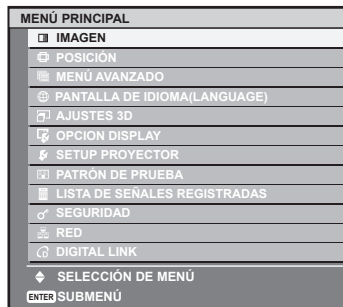 MENÚ PRINCIPAL
IMAGEN
POSICIÓN
MENÚ AVANZADO
PANTALLA DE IDIOMA(LANGUAGE)
AJUSTES 3D
OPCION DISPLAY
SETUP PROYECTOR
PATRÓN DE PRUEBA
LISTA DE SEÑALES REGISTRADAS
SEGURIDAD
RED
DIGITAL LINK
SELECCIÓN DE MENÚ
ENTER SUBMENÚ